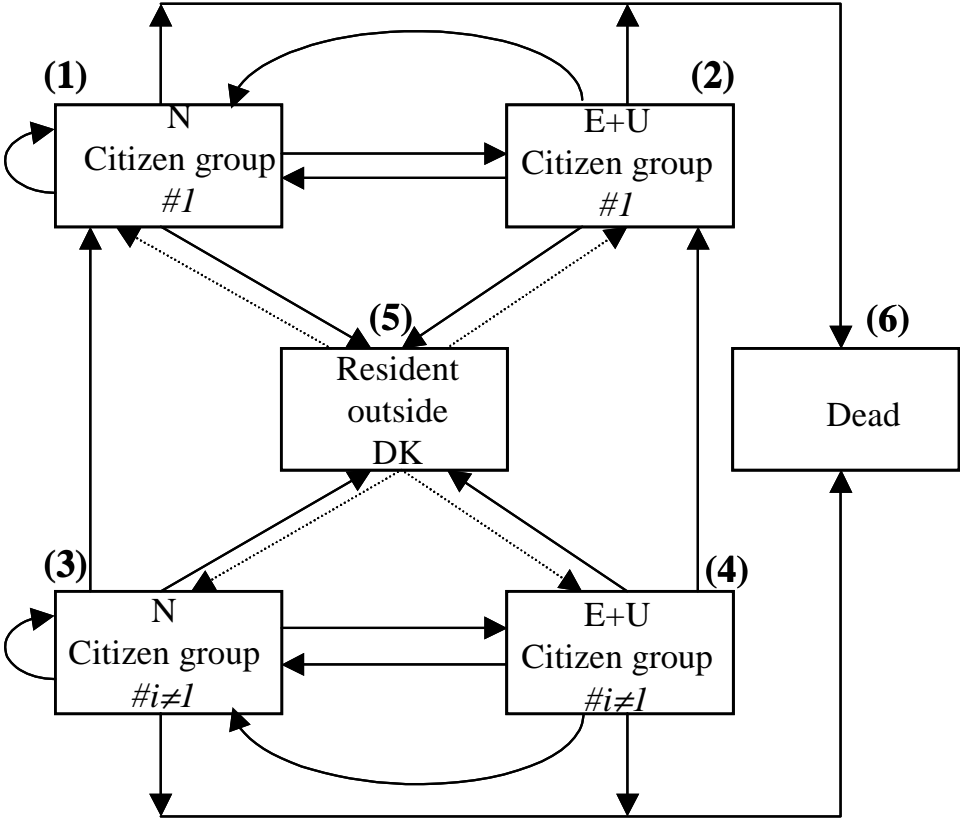 (1)
N
Citizen group
#1
(2)
E+U
Citizen group
#1
(5)
Resident
outside
DK
(6)
Dead
(3)
N
Citizen group
#i≠1
(4)
E+U
Citizen group
#i≠1